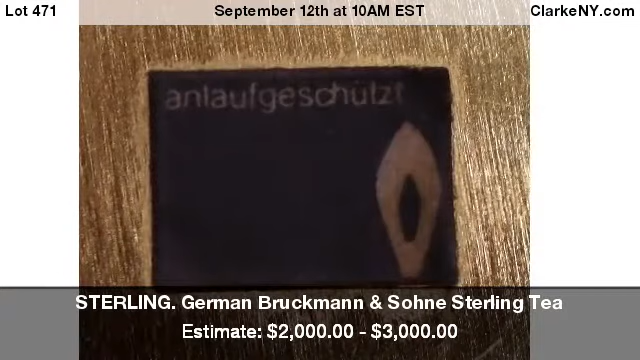 Lot 471
September 12th at 10AM EST
ClarkeNY.com
anlaufgeschützt
STERLING. German Bruckmann & Sohne Sterling Tea
Estimate: $2,000.00 - $3,000.00